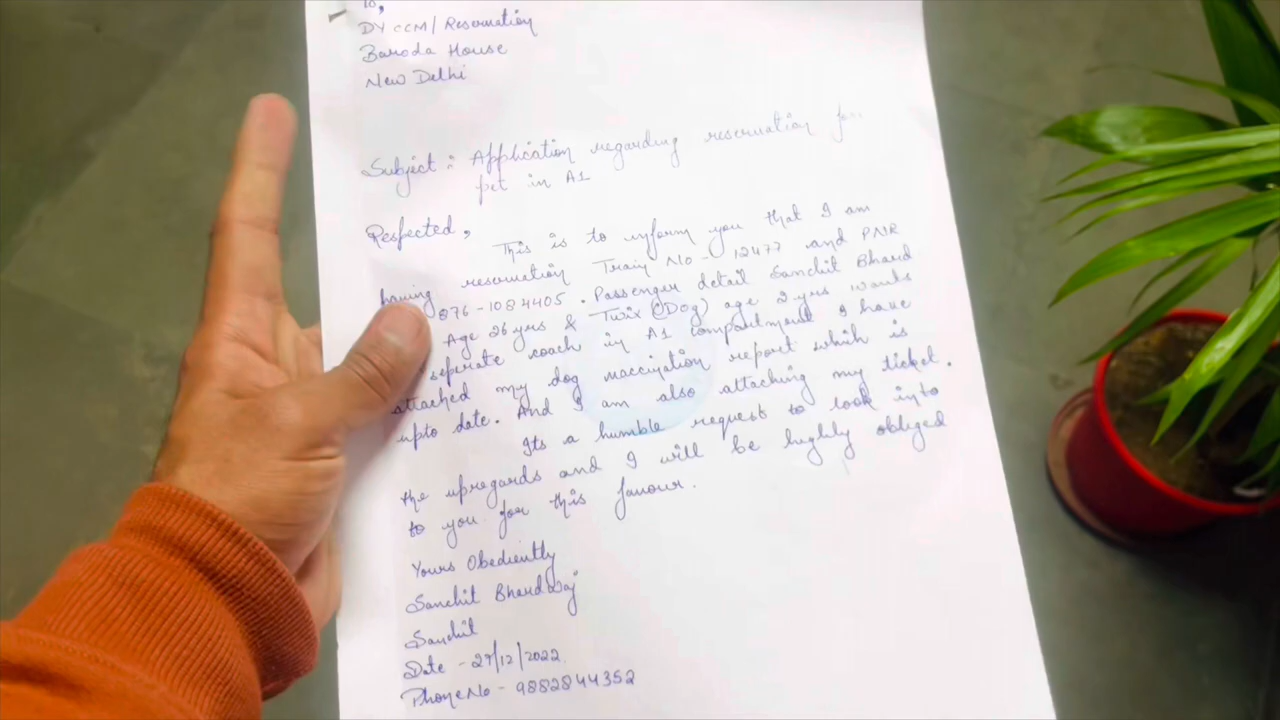 To,
DY CCM/Reservation
Baroda House
New Delhi
Subject: Application regarding reservation for
pet in A1
Respected,
This is to inform you that I am
having reservation Train No - 12477 and PNR
876-1084405. Passenger detail Sanchit Bhard
Age 26 yrs & Twix (Dog) age 2 yrs wants
seperate coach in A1 compartment I have
attached my dog vaccination report which is
upto date. And I am also attaching my ticket.
Its a humble request to look into
the upregards and I will be highly obliged
to you for this favour.
Yours Obediently
Sanchit Bhardwaj
Sanchit
Date - 27/12/2022
Phone No - 9882844352